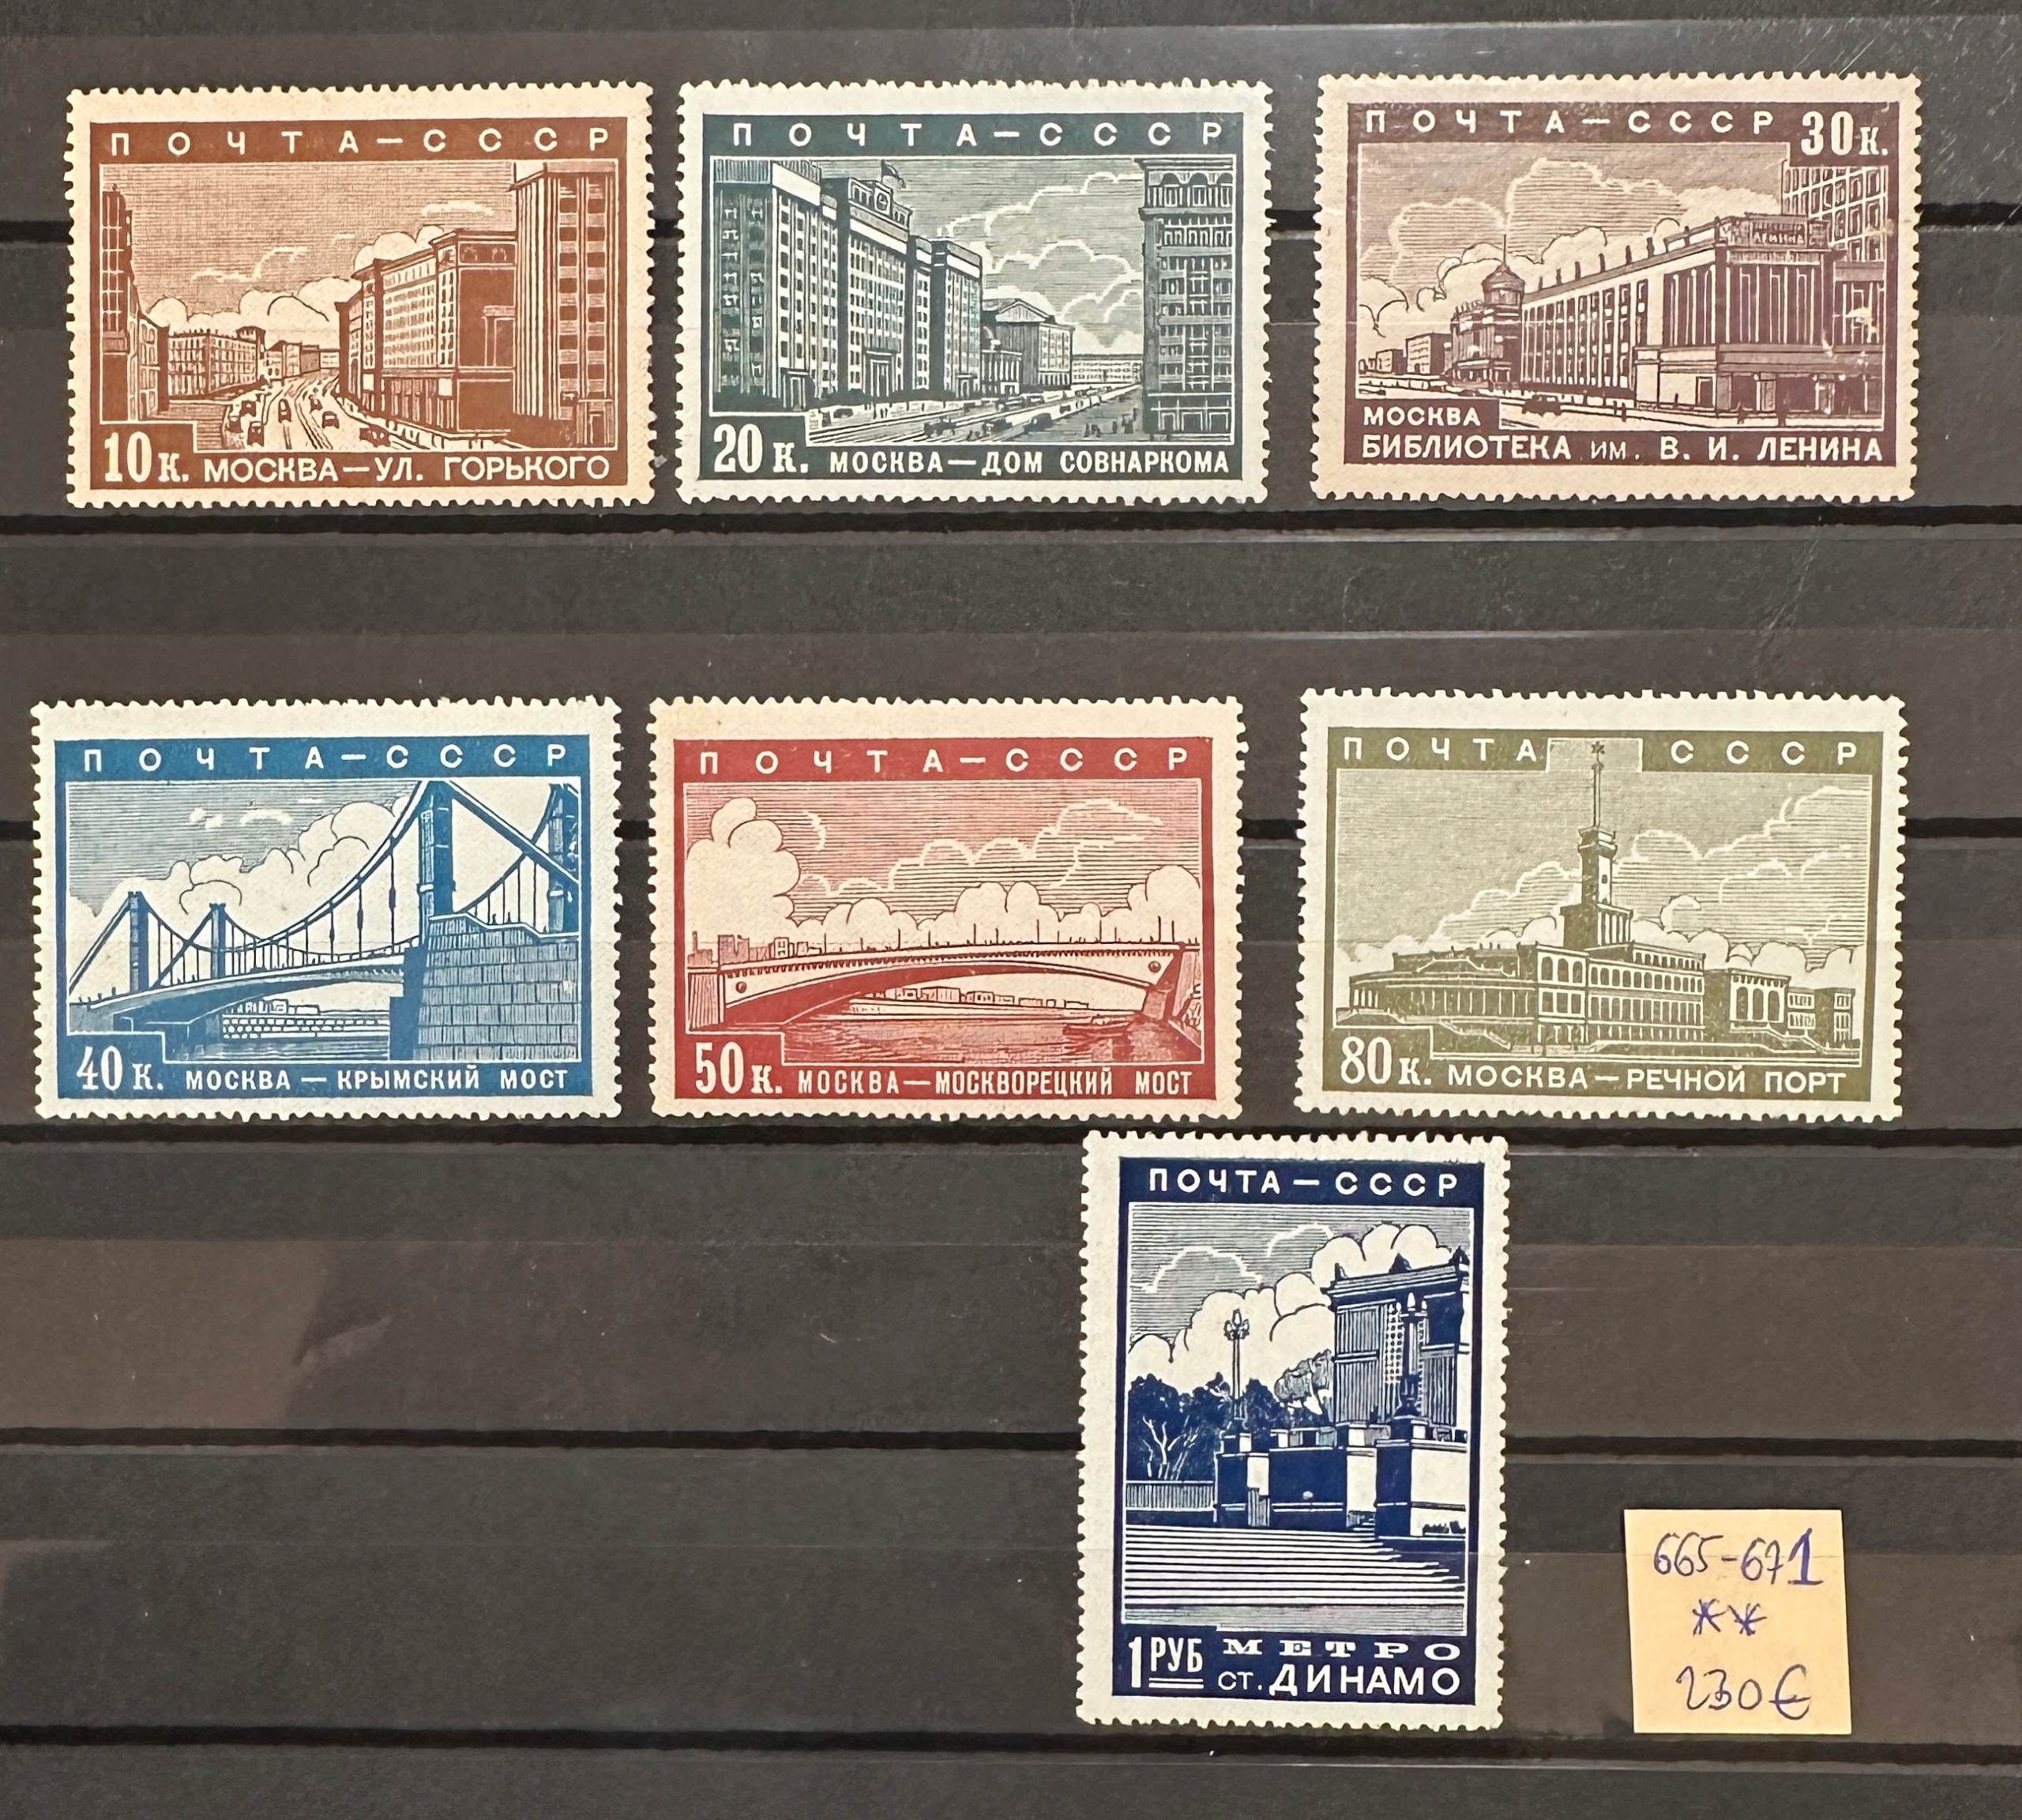 ПОЧТА—СССР
10 к. МОСКВА—УЛ. ГОРЬКОГО
ПОЧТА—СССР
20 к. МОСКВА—ДОМ СОВНАРКОМА
ПОЧТА—СССР 30 к.
МОСКВА
БИБЛИОТЕКА им. В. И. ЛЕНИНА
ПОЧТА—СССР
40 к. МОСКВА—КРЫМСКИЙ МОСТ
ПОЧТА—СССР
50 к. МОСКВА—МОСКВОРЕЦКИЙ МОСТ
ПОЧТА СССР
80 к. МОСКВА—РЕЧНОЙ ПОРТ
ПОЧТА—СССР
1 РУБ МЕТРО
ст. ДИНАМО
665-671
**
230€